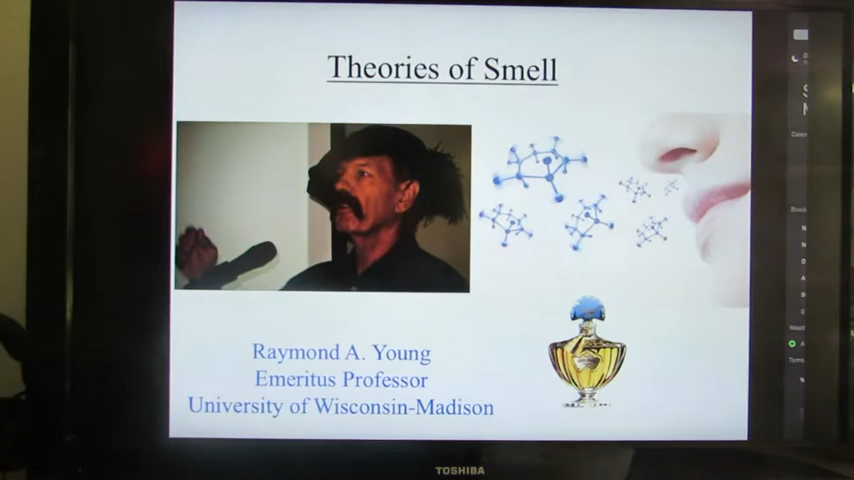 Theories of Smell
Raymond A. Young
Emeritus Professor
University of Wisconsin-Madison
TOSHIBA